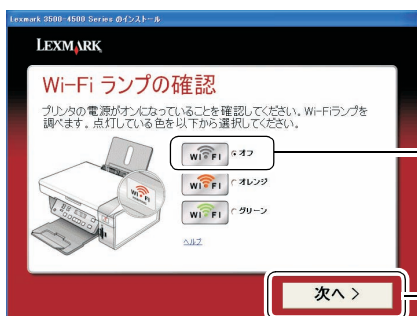 Lexmark 3500-4500 Series のインストール
LEXMARK
Wi-Fi ランプの確認
プリンタの電源がオンになっていることを確認してください。Wi-Fiランプを
調べます。点灯している色を以下から選択してください。
WI FI オフ
WI FI オレンジ
WI FI グリーン
WI FI
ヘルプ
次へ >